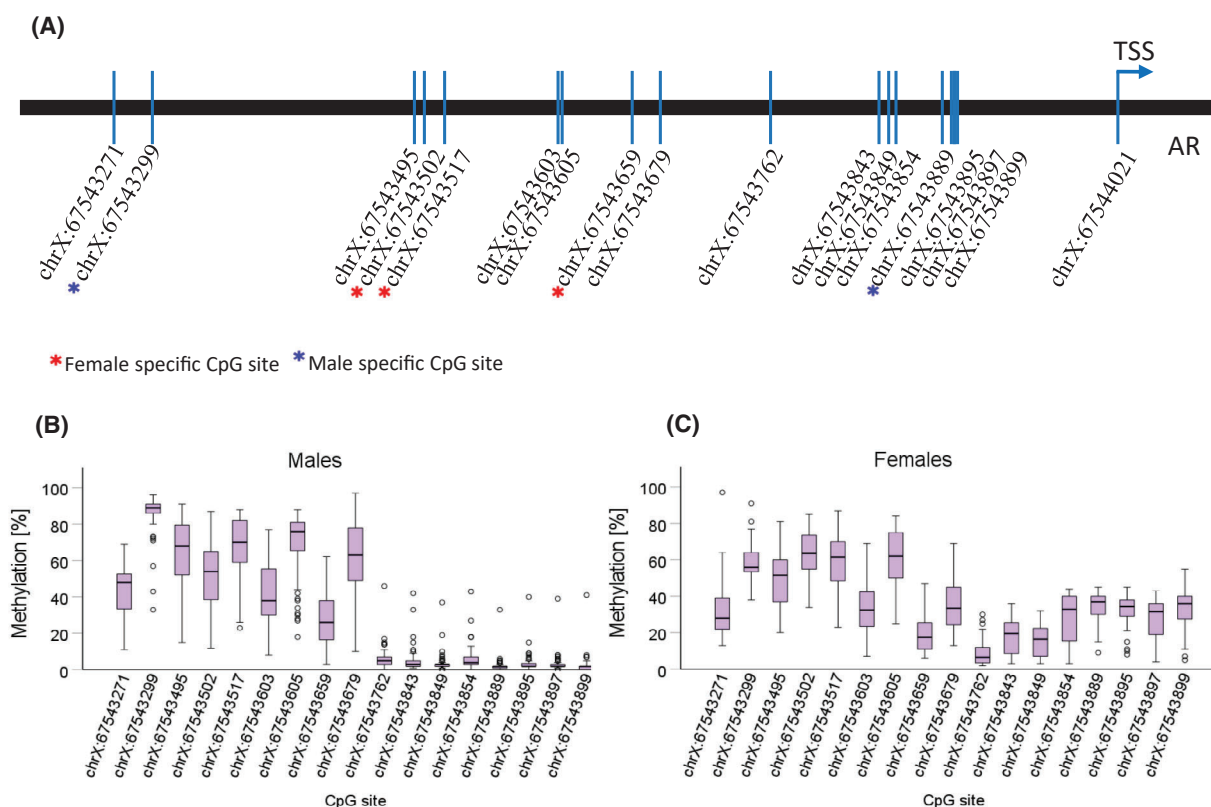 (A)
TSS
AR
chrX:67543271
chrX:67543299
chrX:67543495
chrX:67543502
chrX:67543517
chrX:67543603
chrX:67543605
chrX:67543659
chrX:67543679
chrX:67543762
chrX:67543843
chrX:67543849
chrX:67543854
chrX:67543889
chrX:67543895
chrX:67543897
chrX:67543899
chrX:67544021
* Female specific CpG site * Male specific CpG site
(B)
Males
Methylation [%]
100
80
60
40
20
0
chrX:67543271
chrX:67543299
chrX:67543495
chrX:67543502
chrX:67543517
chrX:67543603
chrX:67543605
chrX:67543659
chrX:67543679
chrX:67543762
chrX:67543843
chrX:67543849
chrX:67543854
chrX:67543889
chrX:67543895
chrX:67543897
chrX:67543899
CpG site
(C)
Females
Methylation [%]
100
80
60
40
20
0
chrX:67543271
chrX:67543299
chrX:67543495
chrX:67543502
chrX:67543517
chrX:67543603
chrX:67543605
chrX:67543659
chrX:67543679
chrX:67543762
chrX:67543843
chrX:67543849
chrX:67543854
chrX:67543889
chrX:67543895
chrX:67543897
chrX:67543899
CpG site